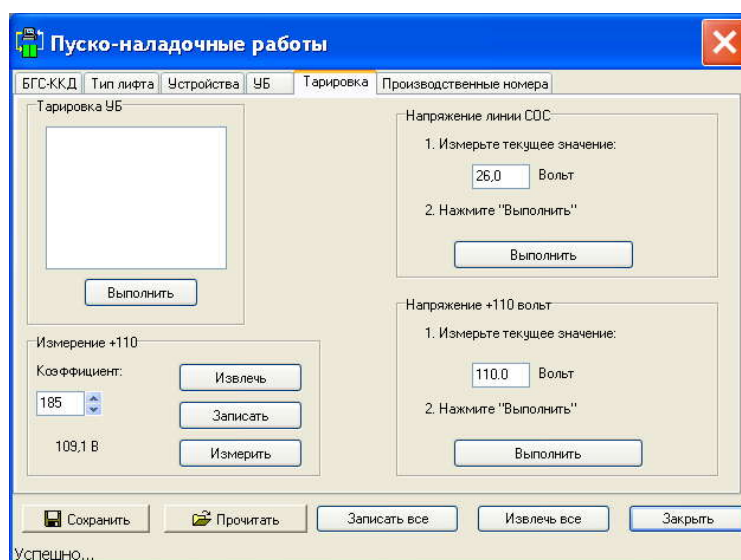 Пуско-наладочные работы
БГС-ККД Тип лифта Устройства УБ Тарировка Производственные номера
Тарировка УБ
Выполнить
Измерение +110
Коэффициент:
185
109,1 В
Извлечь
Записать
Измерить
Напряжение линии СОС
1. Измерьте текущее значение:
26,0 Вольт
2. Нажмите "Выполнить"
Выполнить
Напряжение +110 вольт
1. Измерьте текущее значение:
110.0 Вольт
2. Нажмите "Выполнить"
Выполнить
Сохранить Прочитать Записать все Извлечь все Закрыть
Успешно...